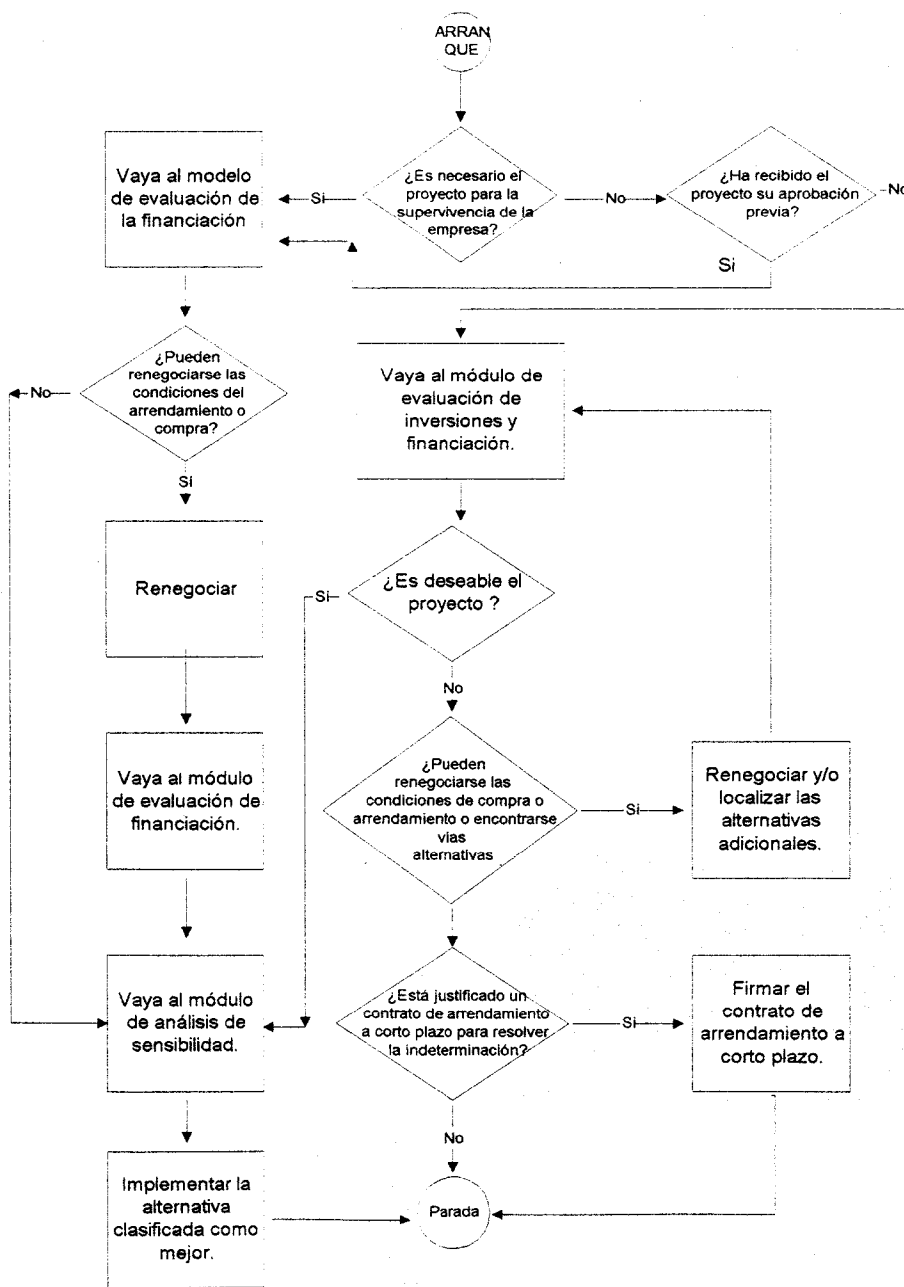 ARRAN
QUE
¿Es necesario el
proyecto para la
supervivencia de la
empresa?
Si
No
¿Ha recibido el
proyecto su aprobación
previa?
No
Si
Vaya al modelo
de evaluación de
la financiación
¿Pueden
renegociarse las
condiciones del
arrendamiento o
compra?
No
Si
Vaya al módulo de
evaluación de
inversiones y
financiación.
Renegociar
¿Es deseable el
proyecto ?
Si
No
Vaya al módulo
de evaluación de
financiación.
¿Pueden
renegociarse las
condiciones de compra o
arrendamiento o encontrarse
vias
alternativas
Si
Renegociar y/o
localizar las
alternativas
adicionales.
Vaya al módulo
de análisis de
sensibilidad.
¿Está justificado un
contrato de arrendamiento
a corto plazo para resolver
la indeterminación?
Si
No
Firmar el
contrato de
arrendamiento a
corto plazo.
Implementar la
alternativa
clasificada como
mejor.
Parada